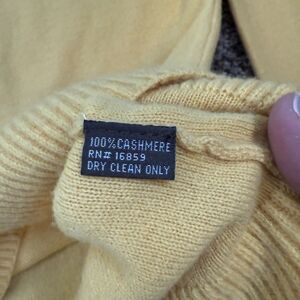 100% CASHMERE
RN# 16859
DRY CLEAN ONLY